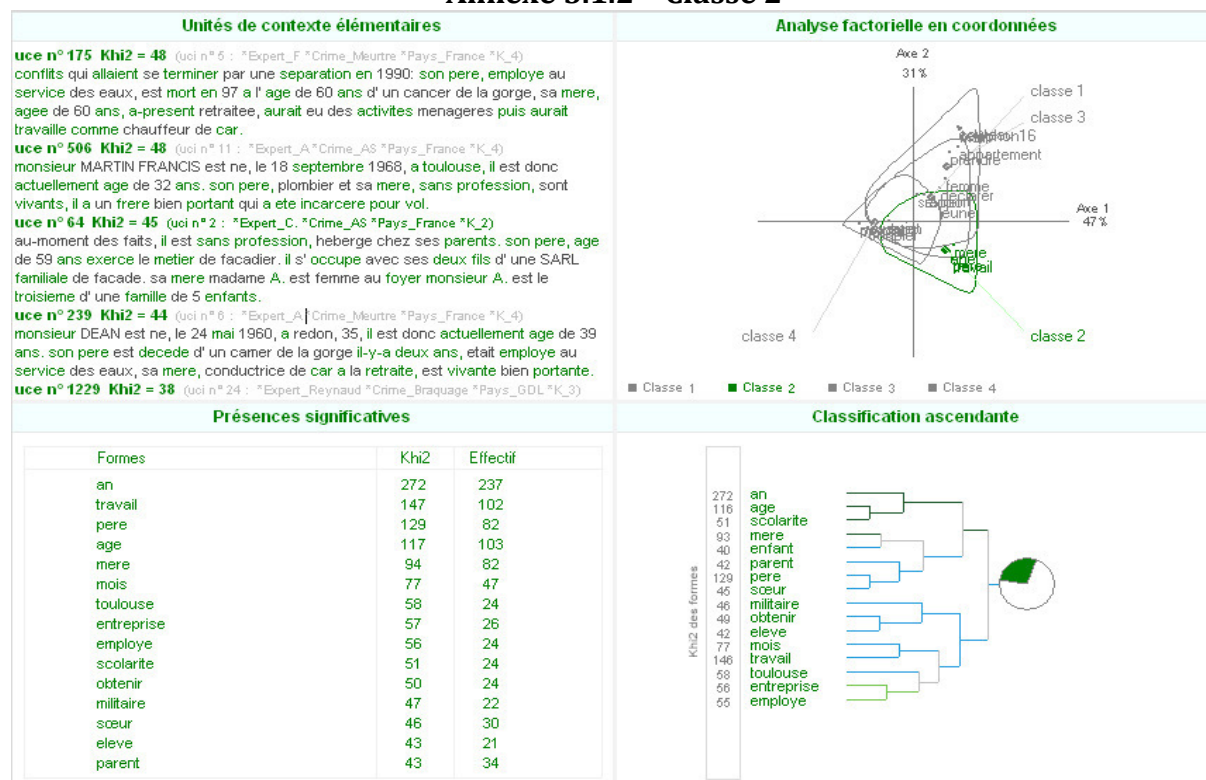 Annexe 5.1.2 – Classe 2
Unités de contexte élémentaires
uce n° 175 Khi2 = 48 (uci n° 5 : *Expert_F *Crime_Meurtre *Pays_France *K_4)
conflits qui allaient se terminer par une separation en 1990: son pere, employe au
service des eaux, est mort en 97 a l' age de 60 ans d' un cancer de la gorge, sa mere,
agee de 60 ans, a-present retraitee, aurait eu des activites menageres puis aurait
travaille comme chauffeur de car.
uce n° 506 Khi2 = 48 (uci n° 11 : *Expert_A *Crime_AS *Pays_France *K_4)
monsieur MARTIN FRANCIS est ne, le 18 septembre 1968, a toulouse, il est donc
actuellement age de 32 ans. son pere, plombier et sa mere, sans profession, sont
vivants, il a un frere bien portant qui a ete incarcere pour vol.
uce n° 64 Khi2 = 45 (uci n° 2 : *Expert_C. *Crime_AS *Pays_France *K_2)
au-moment des faits, il est sans profession, heberge chez ses parents. son pere, age
de 59 ans exerce le metier de facadier. il s' occupe avec ses deux fils d' une SARL
familiale de facade. sa mere madame A. est femme au foyer monsieur A. est le
troisieme d' une famille de 5 enfants.
uce n° 239 Khi2 = 44 (uci n° 6 : *Expert_A *Crime_Meurtre *Pays_France *K_4)
monsieur DEAN est ne, le 24 mai 1960, a redon, 35, il est donc actuellement age de 39
ans. son pere est decede d' un camer de la gorge il-y-a deux ans, etait employe au
service des eaux, sa mere, conductrice de car a la retraite, est vivante bien portante.
uce n° 1229 Khi2 = 38 (uci n° 24 : *Expert_Reynaud *Crime_Braquage *Pays_GDL *K_3)
Analyse factorielle en coordonnées
Axe 2
31 %
classe 1
classe 3
appartement
prendre
femme
declarer
jeune
Axe 1
47 %
mere
travail
classe 4
classe 2
Classe 1
Classe 2
Classe 3
Classe 4
Présences significatives
Formes Khi2 Effectif
an 272 237
travail 147 102
pere 129 82
age 117 103
mere 94 82
mois 77 47
toulouse 58 24
entreprise 57 26
employe 56 24
scolarite 51 24
obtenir 50 24
militaire 47 22
sœur 46 30
eleve 43 21
parent 43 34
Classification ascendante
Khi2 des formes
272 an
116 age
51 scolarite
93 mere
40 enfant
42 parent
129 pere
45 sœur
46 militaire
49 obtenir
42 eleve
77 mois
146 travail
58 toulouse
56 entreprise
55 employe